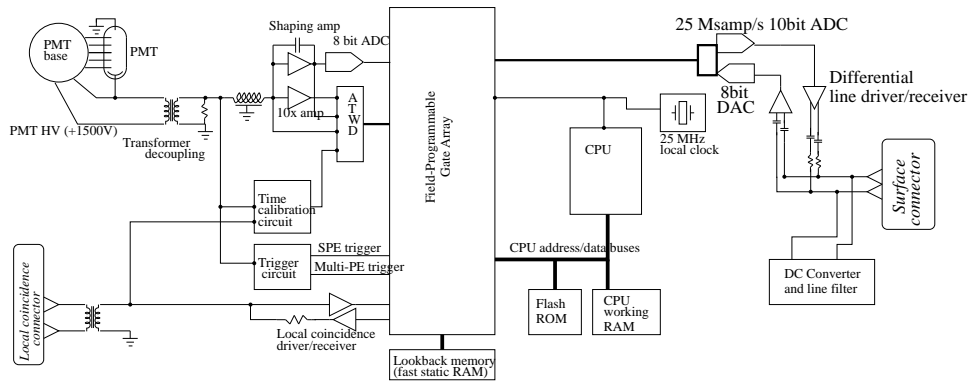 PMT
base
PMT
PMT HV (+1500V)
Transformer
decoupling
Shaping amp
8 bit ADC
10x amp
A
T
W
D
Time
calibration
circuit
Trigger
circuit
SPE trigger
Multi-PE trigger
Local coincidence
connector
Local coincidence
driver/receiver
Field-Programmable
Gate Array
Lookback memory
(fast static RAM)
25 Msamp/s 10bit ADC
8bit
DAC
Differential
line driver/receiver
25 MHz
local clock
CPU
CPU address/data buses
Flash
ROM
CPU
working
RAM
Surface
connector
DC Converter
and line filter